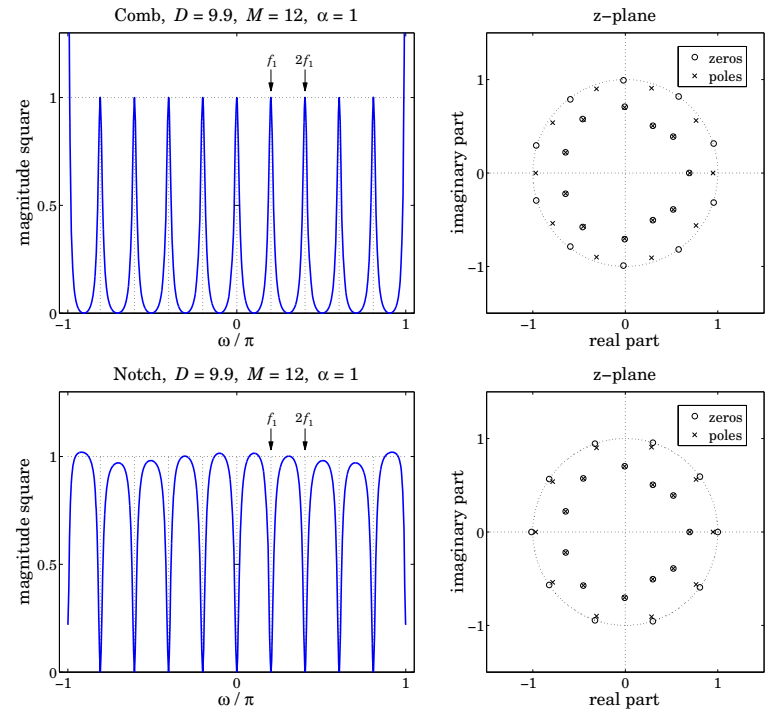 Comb, D = 9.9, M = 12, α = 1
magnitude square
1
0.5
0
f₁
2f₁
−1
0
1
ω / π
z−plane
imaginary part
1
0
−1
zeros
poles
−1
0
1
real part
Notch, D = 9.9, M = 12, α = 1
magnitude square
1
0.5
0
f₁
2f₁
−1
0
1
ω / π
z−plane
imaginary part
1
0
−1
zeros
poles
−1
0
1
real part